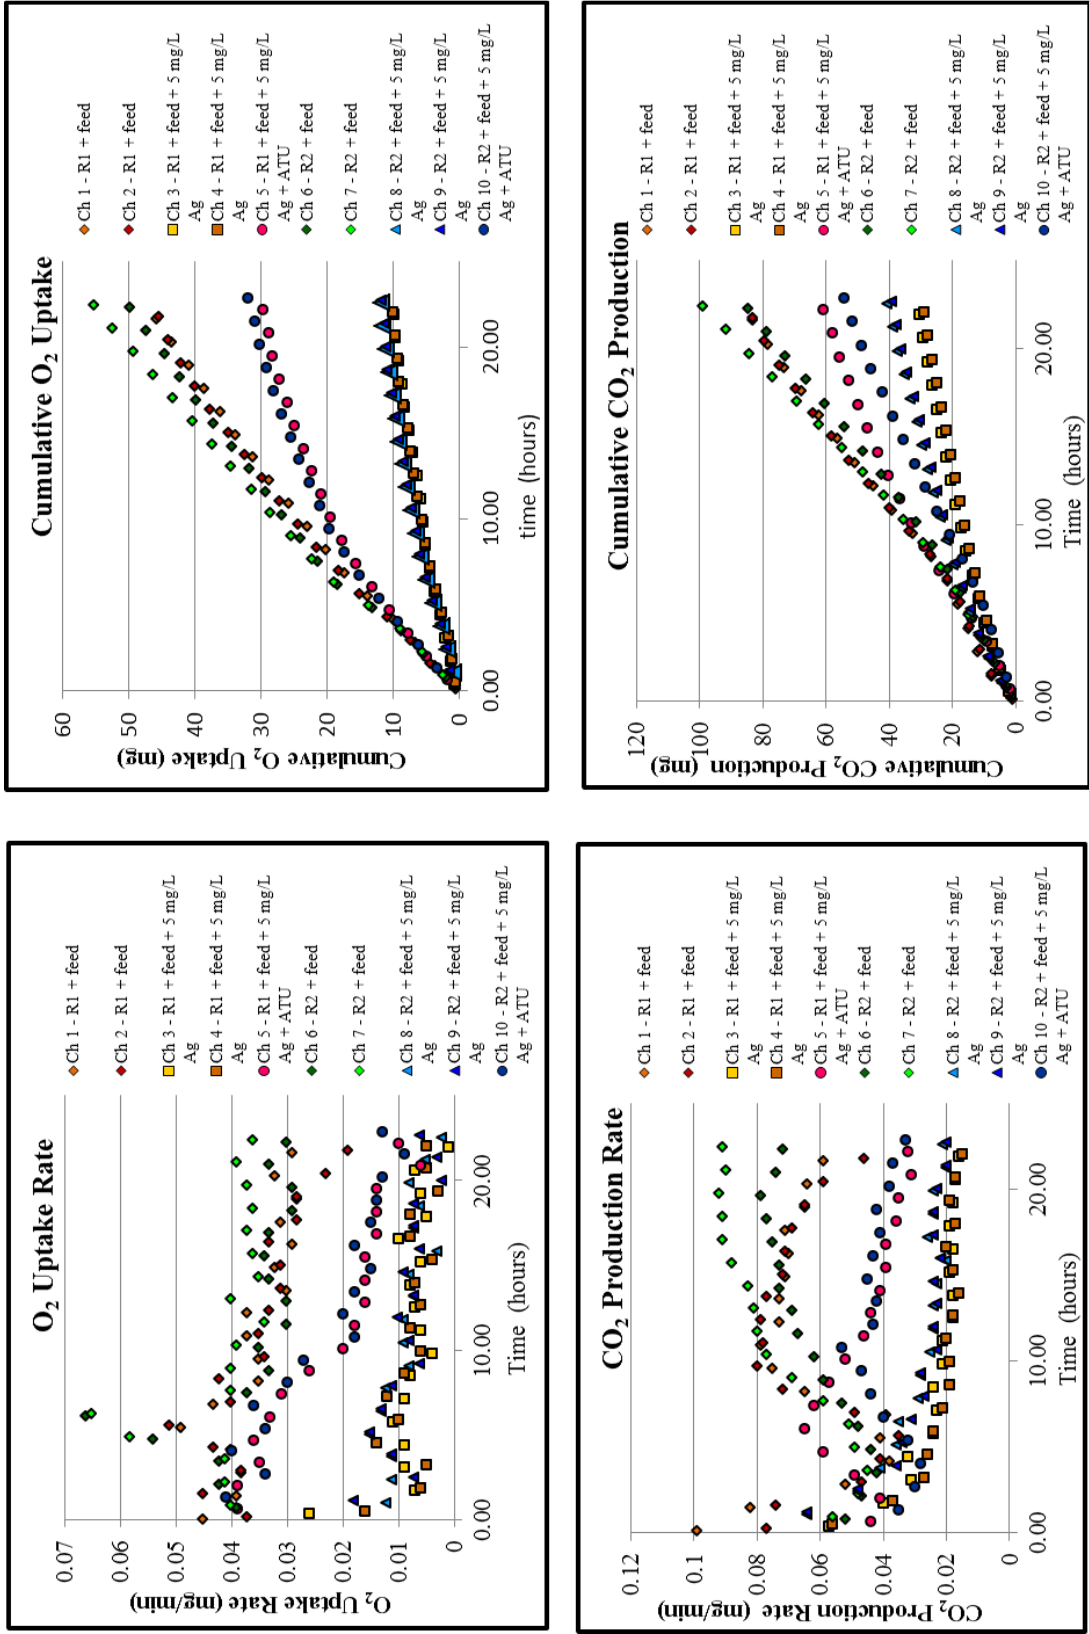 O2 Uptake Rate
O2 Uptake Rate (mg/min)
0.07
0.06
0.05
0.04
0.03
0.02
0.01
0
0.00
10.00
20.00
Time (hours)
Ch 1 - R1 + feed
Ch 2 - R1 + feed
Ch 3 - R1 + feed + 5 mg/L
Ag
Ch 4 - R1 + feed + 5 mg/L
Ag
Ch 5 - R1 + feed + 5 mg/L
Ag + ATU
Ch 6 - R2 + feed
Ch 7 - R2 + feed
Ch 8 - R2 + feed + 5 mg/L
Ag
Ch 9 - R2 + feed + 5 mg/L
Ag
Ch 10 - R2 + feed + 5 mg/L
Ag + ATU
Cumulative O2 Uptake
Cumulative O2 Uptake (mg)
60
50
40
30
20
10
0
0.00
10.00
20.00
time (hours)
Ch 1 - R1 + feed
Ch 2 - R1 + feed
Ch 3 - R1 + feed + 5 mg/L
Ag
Ch 4 - R1 + feed + 5 mg/L
Ag
Ch 5 - R1 + feed + 5 mg/L
Ag + ATU
Ch 6 - R2 + feed
Ch 7 - R2 + feed
Ch 8 - R2 + feed + 5 mg/L
Ag
Ch 9 - R2 + feed + 5 mg/L
Ag
Ch 10 - R2 + feed + 5 mg/L
Ag + ATU
CO2 Production Rate
CO2 Production Rate (mg/min)
0.12
0.1
0.08
0.06
0.04
0.02
0
0.00
10.00
20.00
Time (hours)
Ch 1 - R1 + feed
Ch 2 - R1 + feed
Ch 3 - R1 + feed + 5 mg/L
Ag
Ch 4 - R1 + feed + 5 mg/L
Ag
Ch 5 - R1 + feed + 5 mg/L
Ag + ATU
Ch 6 - R2 + feed
Ch 7 - R2 + feed
Ch 8 - R2 + feed + 5 mg/L
Ag
Ch 9 - R2 + feed + 5 mg/L
Ag
Ch 10 - R2 + feed + 5 mg/L
Ag + ATU
Cumulative CO2 Production
Cumulative CO2 Production (mg)
120
100
80
60
40
20
0
0.00
10.00
20.00
Time (hours)
Ch 1 - R1 + feed
Ch 2 - R1 + feed
Ch 3 - R1 + feed + 5 mg/L
Ag
Ch 4 - R1 + feed + 5 mg/L
Ag
Ch 5 - R1 + feed + 5 mg/L
Ag + ATU
Ch 6 - R2 + feed
Ch 7 - R2 + feed
Ch 8 - R2 + feed + 5 mg/L
Ag
Ch 9 - R2 + feed + 5 mg/L
Ag
Ch 10 - R2 + feed + 5 mg/L
Ag + ATU